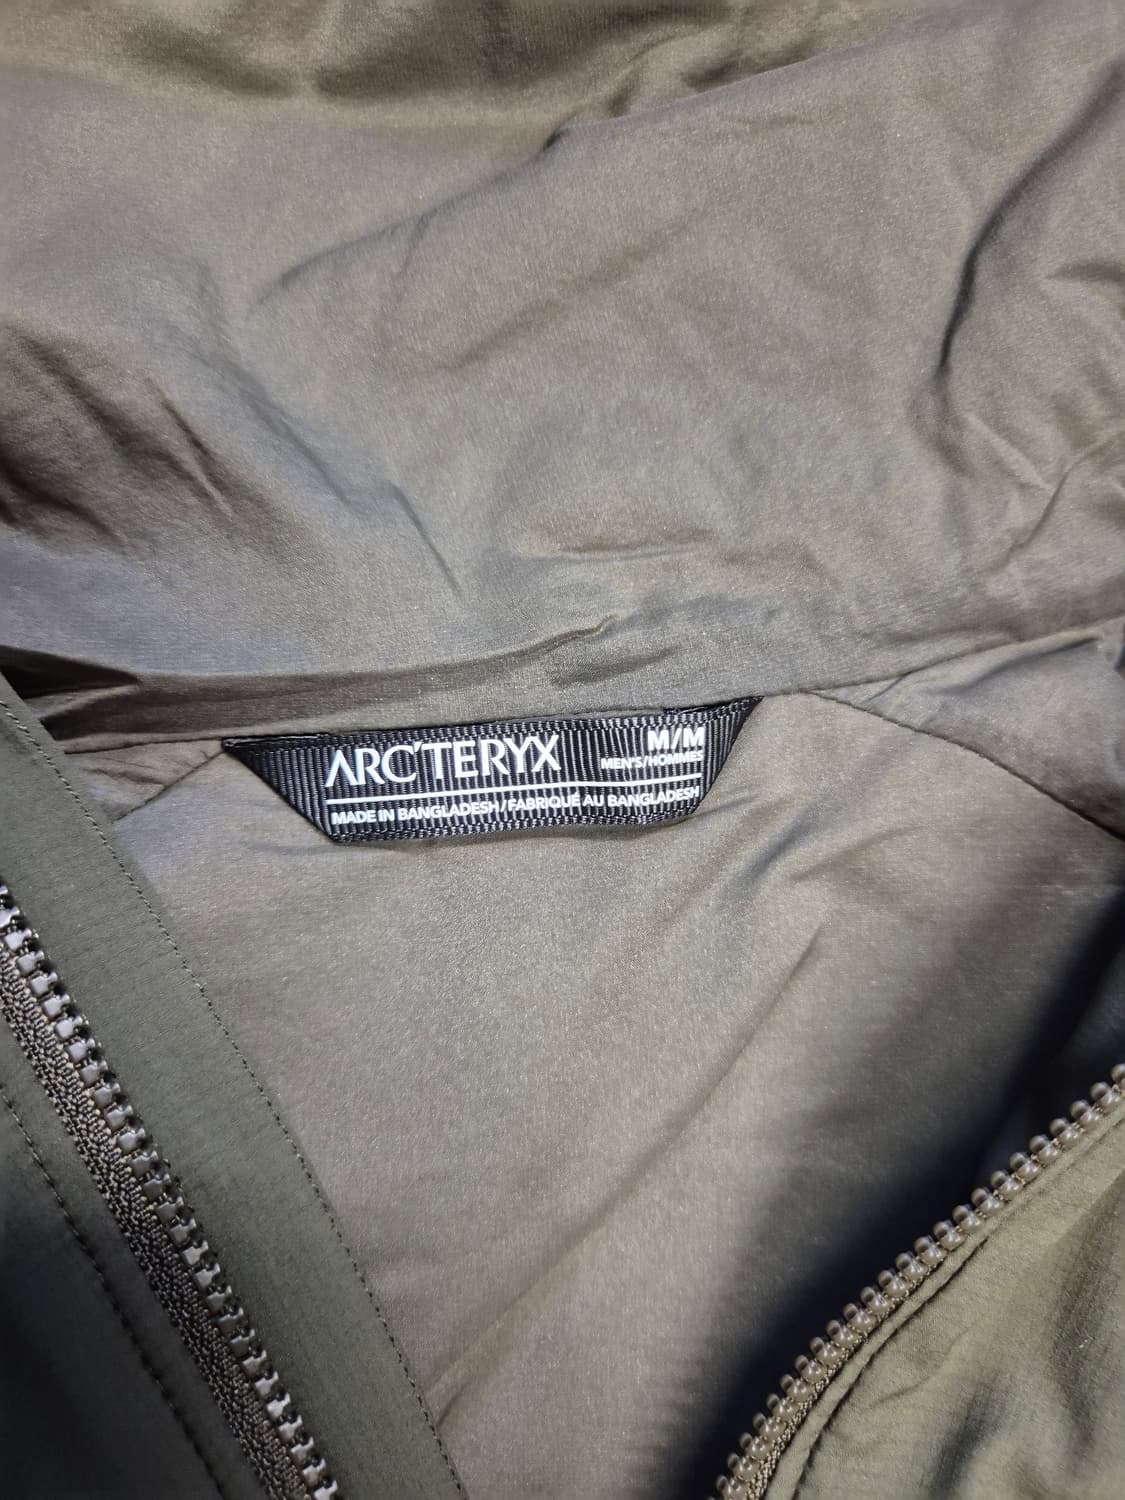 ARC'TERYX
M/M
MEN'S/HOMMES
MADE IN BANGLADESH/FABRIQUÉ AU BANGLADESH